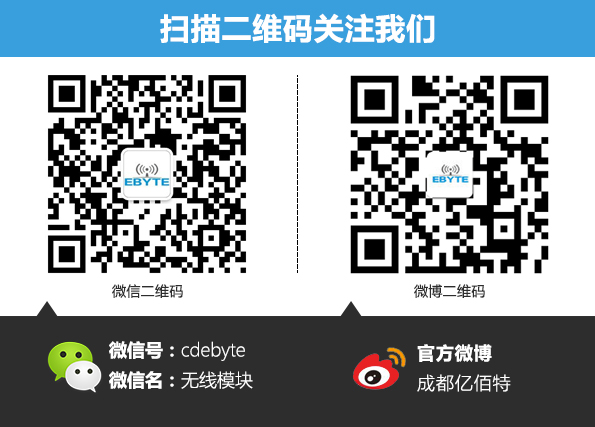 扫描二维码关注我们
EBYTE
EBYTE
微信二维码
微博二维码
微信号：cdebyte
微信名：无线模块
官方微博
成都亿佰特